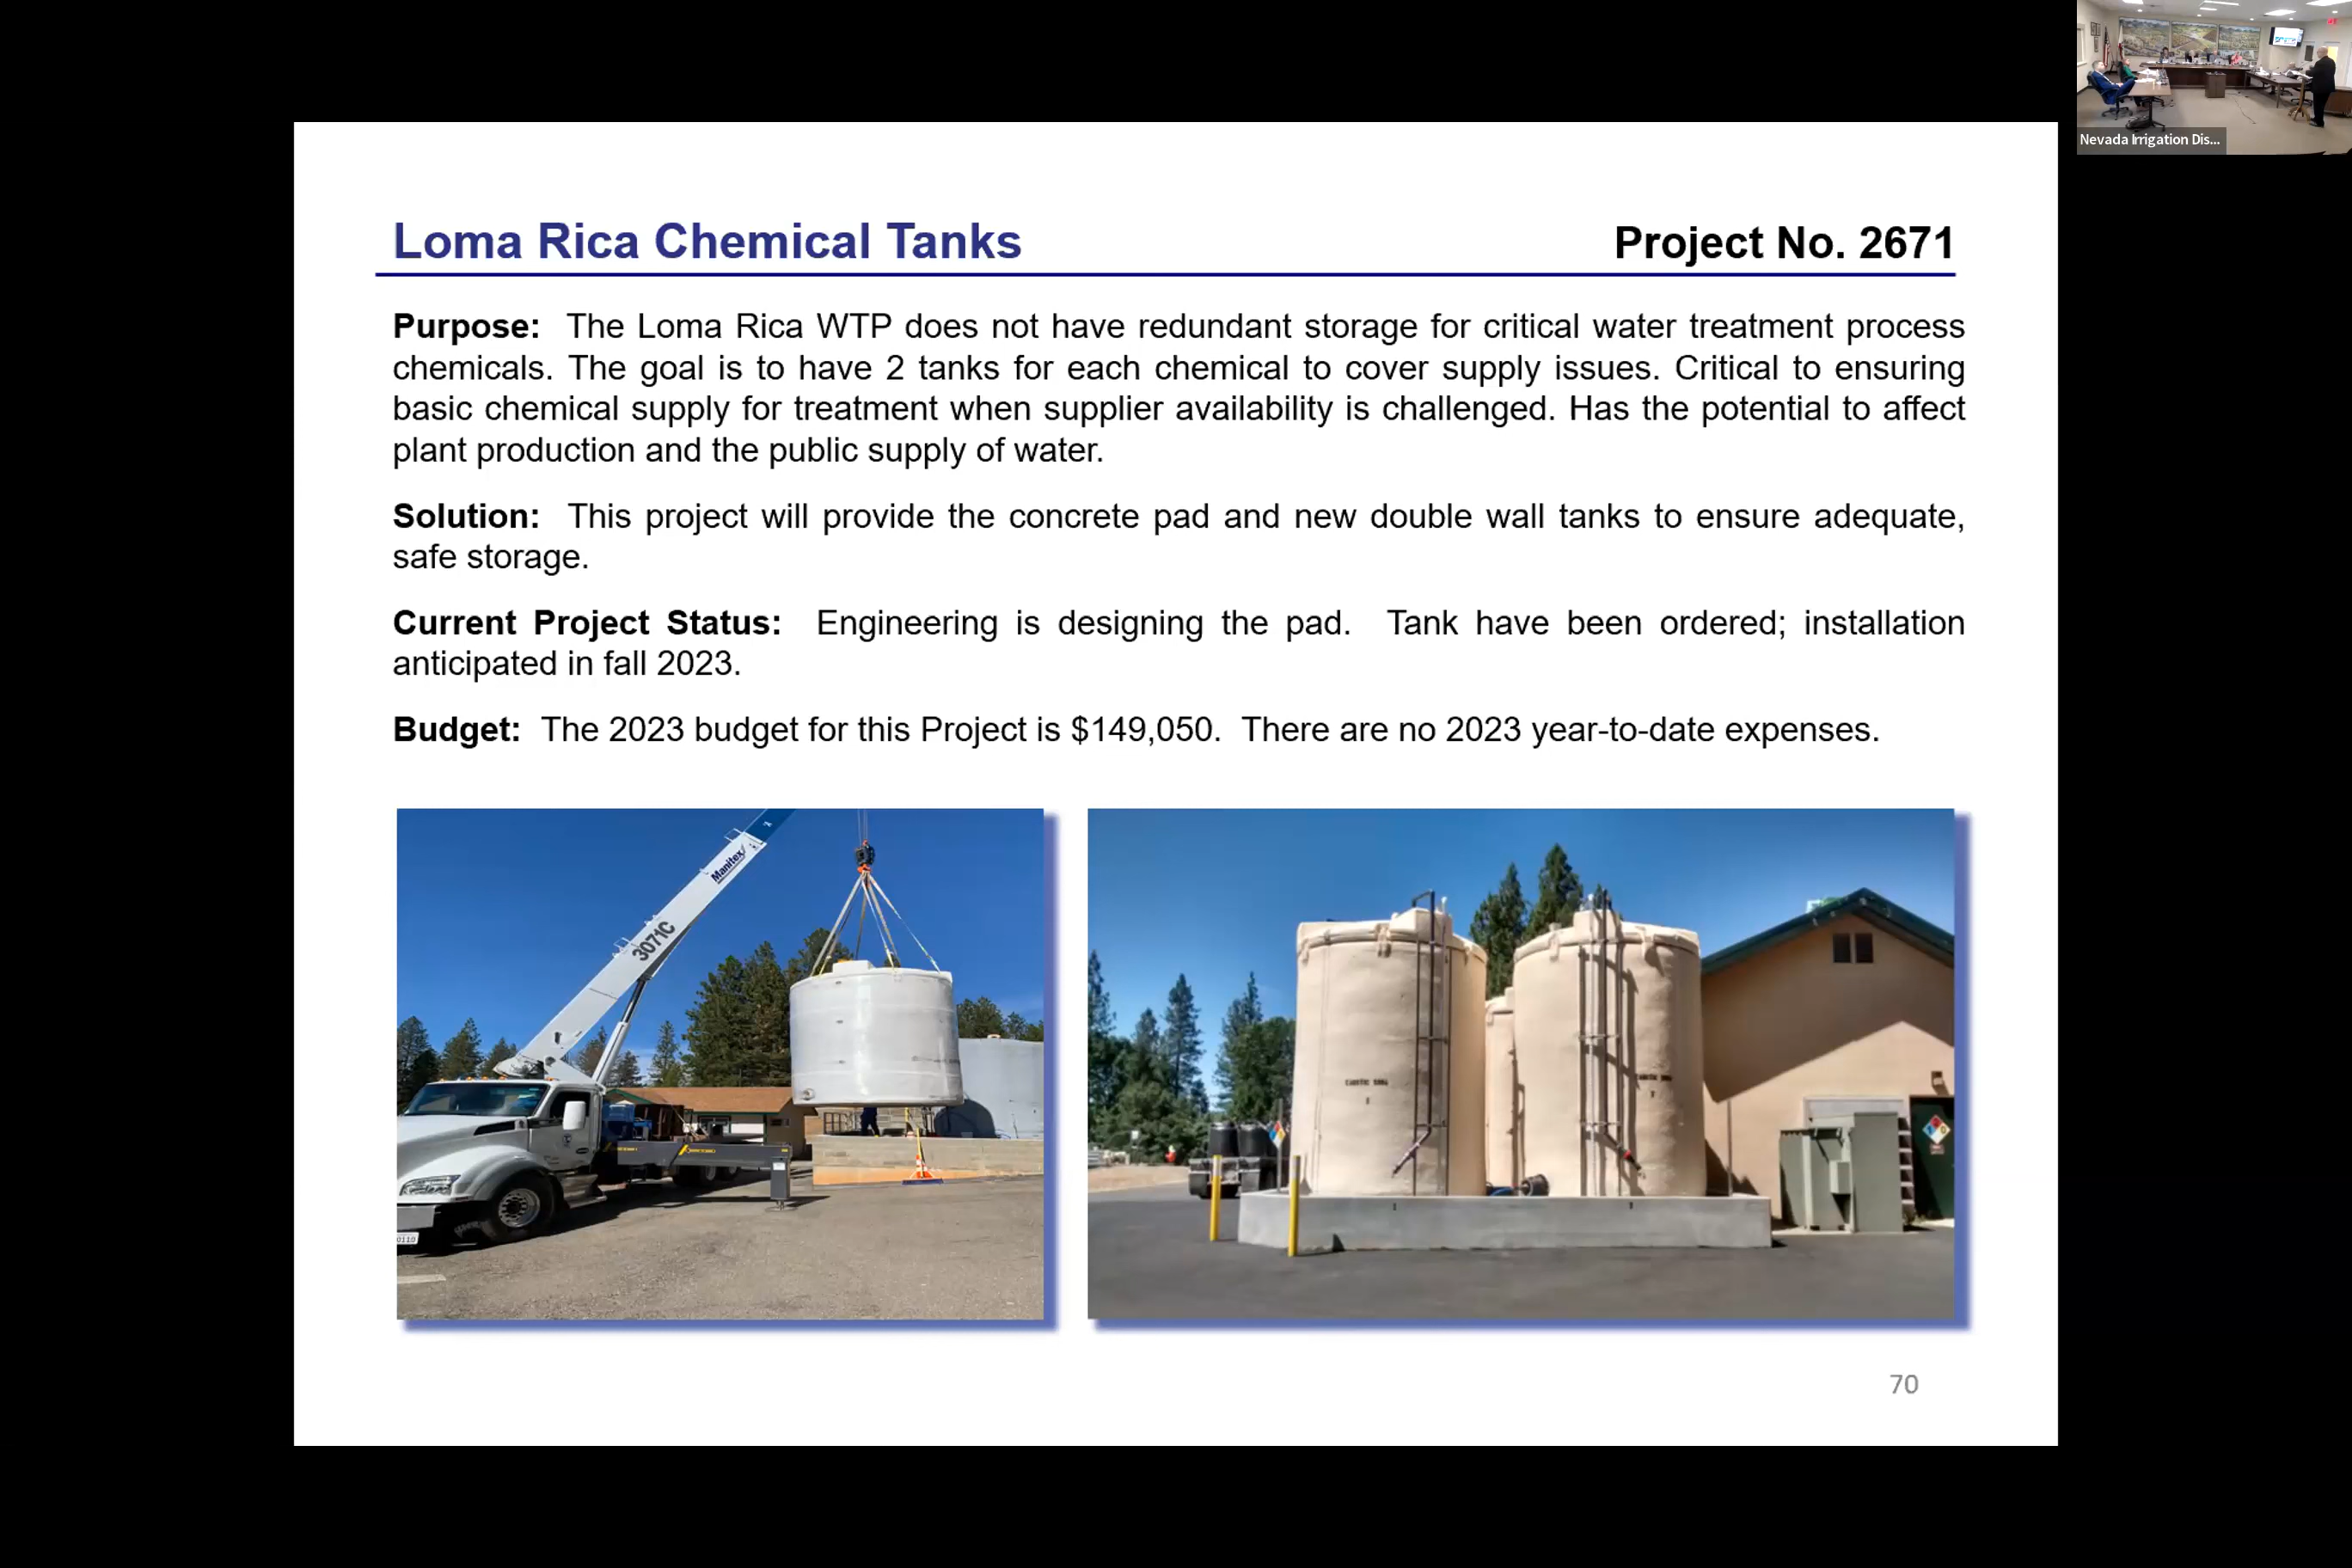 Nevada Irrigation Dis...
Loma Rica Chemical Tanks
Project No. 2671
Purpose: The Loma Rica WTP does not have redundant storage for critical water treatment process
chemicals. The goal is to have 2 tanks for each chemical to cover supply issues. Critical to ensuring
basic chemical supply for treatment when supplier availability is challenged. Has the potential to affect
plant production and the public supply of water.
Solution: This project will provide the concrete pad and new double wall tanks to ensure adequate,
safe storage.
Current Project Status: Engineering is designing the pad. Tank have been ordered; installation
anticipated in fall 2023.
Budget: The 2023 budget for this Project is $149,050. There are no 2023 year-to-date expenses.
Manitex
3071C
CAUSTIC SODA
70